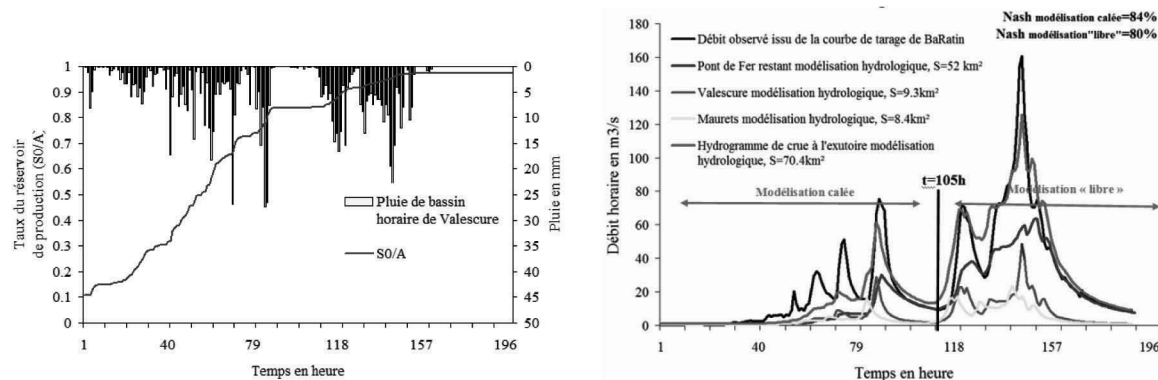 1
0.9
0.8
0.7
0.6
0.5
0.4
0.3
0.2
0.1
0
Taux du réservoir
de production (S0/A)
0
5
10
15
20
25
30
35
40
45
50
Pluie en mm
Pluie de bassin
horaire de Valescure
S0/A
1 40 79 118 157 196
Temps en heure
Nash modélisation calée=84%
Nash modélisation"libre"=80%
180
160
140
120
100
80
60
40
20
0
Débit horaire en m3/s
Débit observé issu de la courbe de tarage de BaRatin
Pont de Fer restant modélisation hydrologique, S=52 km²
Valescure modélisation hydrologique, S=9.3km²
Maurets modélisation hydrologique, S=8.4km²
Hydrogramme de crue à l'exutoire modélisation
hydrologique, S=70.4km²
t=105h
Modélisation calée
Modélisation « libre »
1 40 79 118 157 196
Temps en heure